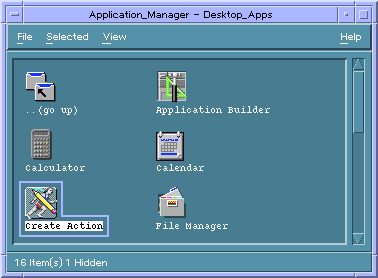 Application_Manager - Desktop_Apps
File Selected View Help
..(go up)
Application Builder
Calculator
Calendar
Create Action
File Manager
16 Item(s) 1 Hidden